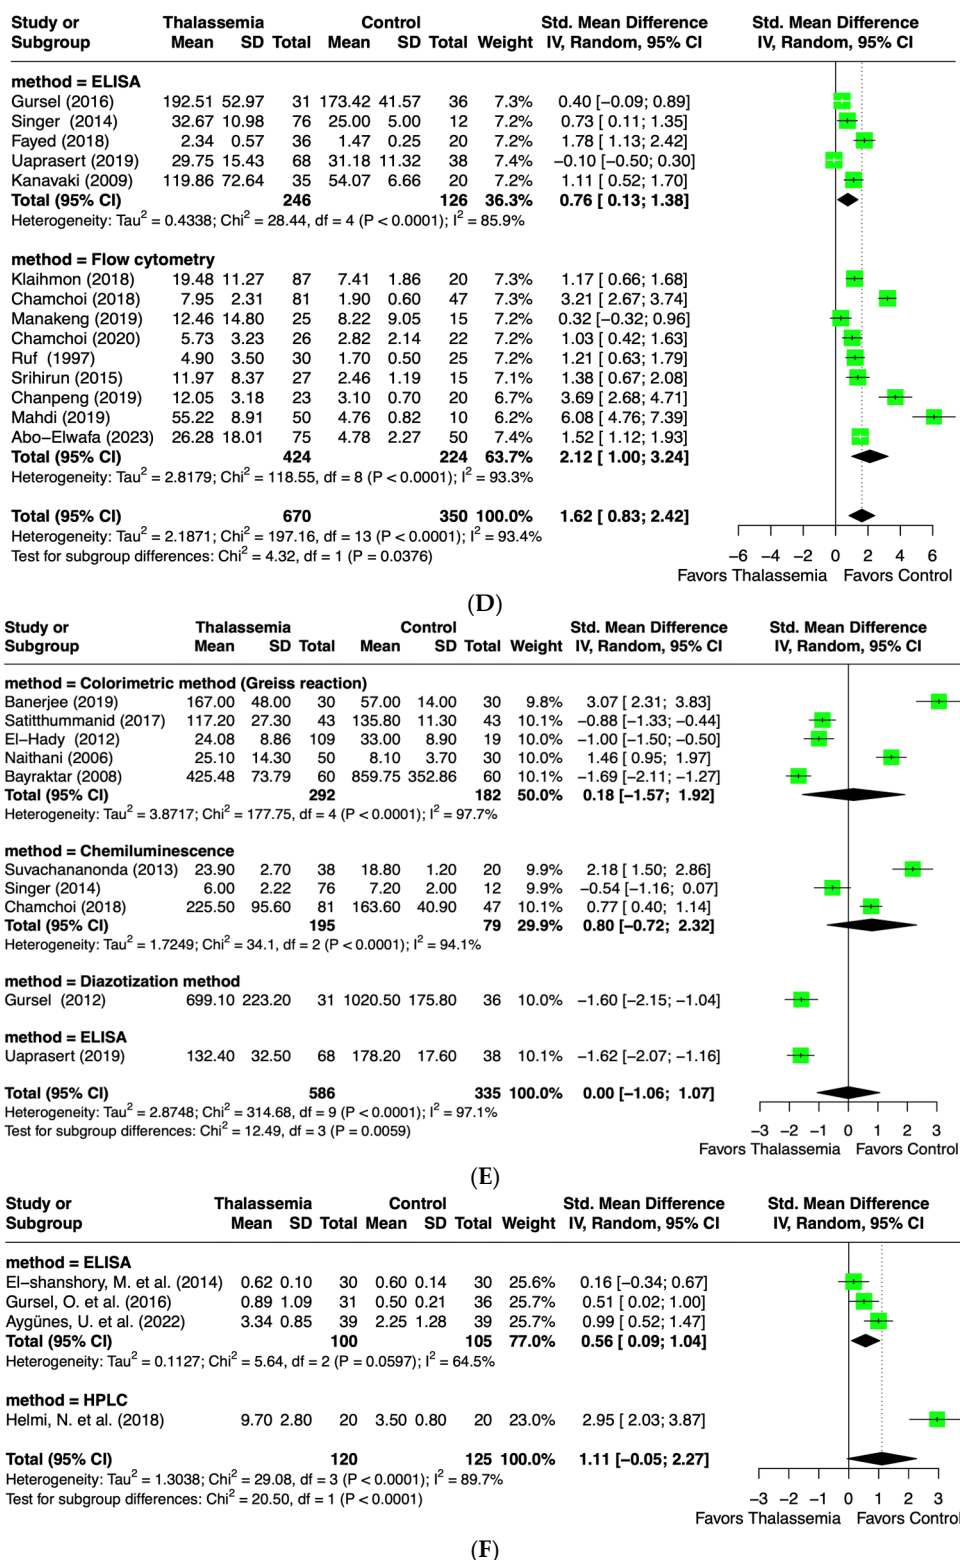 Study or Thalassemia Control Std. Mean Difference Std. Mean Difference
Subgroup Mean SD Total Mean SD Total Weight IV, Random, 95% CI IV, Random, 95% CI
method = ELISA
Gursel (2016) 192.51 52.97 31 173.42 41.57 36 7.3% 0.40 [−0.09; 0.89]
Singer (2014) 32.67 10.98 76 25.00 5.00 12 7.2% 0.73 [ 0.11; 1.35]
Fayed (2018) 2.34 0.57 36 1.47 0.25 20 7.2% 1.78 [ 1.13; 2.42]
Uaprasert (2019) 29.75 15.43 68 31.18 11.32 38 7.4% −0.10 [−0.50; 0.30]
Kanavaki (2009) 119.86 72.64 35 54.07 6.66 20 7.2% 1.11 [ 0.52; 1.70]
Total (95% CI) 246 126 36.3% 0.76 [ 0.13; 1.38]
Heterogeneity: Tau² = 0.4338; Chi² = 28.44, df = 4 (P < 0.0001); I² = 85.9%
method = Flow cytometry
Klaihmon (2018) 19.48 11.27 87 7.41 1.86 20 7.3% 1.17 [ 0.66; 1.68]
Chamchoi (2018) 7.95 2.31 81 1.90 0.60 47 7.3% 3.21 [ 2.67; 3.74]
Manakeng (2019) 12.46 14.80 25 8.22 9.05 15 7.2% 0.32 [−0.32; 0.96]
Chamchoi (2020) 5.73 3.23 26 2.82 2.14 22 7.2% 1.03 [ 0.42; 1.63]
Ruf (1997) 4.90 3.50 30 1.70 0.50 25 7.2% 1.21 [ 0.63; 1.79]
Srihirun (2015) 11.97 8.37 27 2.46 1.19 15 7.1% 1.38 [ 0.67; 2.08]
Chanpeng (2019) 12.05 3.18 23 3.10 0.70 20 6.7% 3.69 [ 2.68; 4.71]
Mahdi (2019) 55.22 8.91 50 4.76 0.82 10 6.2% 6.08 [ 4.76; 7.39]
Abo−Elwafa (2023) 26.28 18.01 75 4.78 2.27 50 7.4% 1.52 [ 1.12; 1.93]
Total (95% CI) 424 224 63.7% 2.12 [ 1.00; 3.24]
Heterogeneity: Tau² = 2.8179; Chi² = 118.55, df = 8 (P < 0.0001); I² = 93.3%
Total (95% CI) 670 350 100.0% 1.62 [ 0.83; 2.42]
Heterogeneity: Tau² = 2.1871; Chi² = 197.16, df = 13 (P < 0.0001); I² = 93.4%
Test for subgroup differences: Chi² = 4.32, df = 1 (P = 0.0376)
−6 −4 −2 0 2 4 6
Favors Thalassemia Favors Control
(D)
Study or Thalassemia Control Std. Mean Difference Std. Mean Difference
Subgroup Mean SD Total Mean SD Total Weight IV, Random, 95% CI IV, Random, 95% CI
method = Colorimetric method (Greiss reaction)
Banerjee (2019) 167.00 48.00 30 57.00 14.00 30 9.8% 3.07 [ 2.31; 3.83]
Satitthummanid (2017) 117.20 27.30 43 135.80 11.30 43 10.1% −0.88 [−1.33; −0.44]
El−Hady (2012) 24.08 8.86 109 33.00 8.90 19 10.0% −1.00 [−1.50; −0.50]
Naithani (2006) 25.10 14.30 50 8.10 3.70 30 10.0% 1.46 [ 0.95; 1.97]
Bayraktar (2008) 425.48 73.79 60 859.75 352.86 60 10.1% −1.69 [−2.11; −1.27]
Total (95% CI) 292 182 50.0% 0.18 [−1.57; 1.92]
Heterogeneity: Tau² = 3.8717; Chi² = 177.75, df = 4 (P < 0.0001); I² = 97.7%
method = Chemiluminescence
Suvachananonda (2013) 23.90 2.70 38 18.80 1.20 20 9.9% 2.18 [ 1.50; 2.86]
Singer (2014) 6.00 2.22 76 7.20 2.00 12 9.9% −0.54 [−1.16; 0.07]
Chamchoi (2018) 225.50 95.60 81 163.60 40.90 47 10.1% 0.77 [ 0.40; 1.14]
Total (95% CI) 195 79 29.9% 0.80 [−0.72; 2.32]
Heterogeneity: Tau² = 1.7249; Chi² = 34.1, df = 2 (P < 0.0001); I² = 94.1%
method = Diazotization method
Gursel (2012) 699.10 223.20 31 1020.50 175.80 36 10.0% −1.60 [−2.15; −1.04]
method = ELISA
Uaprasert (2019) 132.40 32.50 68 178.20 17.60 38 10.1% −1.62 [−2.07; −1.16]
Total (95% CI) 586 335 100.0% 0.00 [−1.06; 1.07]
Heterogeneity: Tau² = 2.8748; Chi² = 314.68, df = 9 (P < 0.0001); I² = 97.1%
Test for subgroup differences: Chi² = 12.49, df = 3 (P = 0.0059)
−3 −2 −1 0 1 2 3
Favors Thalassemia Favors Control
(E)
Study or Thalassemia Control Std. Mean Difference Std. Mean Difference
Subgroup Mean SD Total Mean SD Total Weight IV, Random, 95% CI IV, Random, 95% CI
method = ELISA
El−shanshory, M. et al. (2014) 0.62 0.10 30 0.60 0.14 30 25.6% 0.16 [−0.34; 0.67]
Gursel, O. et al. (2016) 0.89 1.09 31 0.50 0.21 36 25.7% 0.51 [ 0.02; 1.00]
Aygünes, U. et al. (2022) 3.34 0.85 39 2.25 1.28 39 25.7% 0.99 [ 0.52; 1.47]
Total (95% CI) 100 105 77.0% 0.56 [ 0.09; 1.04]
Heterogeneity: Tau² = 0.1127; Chi² = 5.64, df = 2 (P = 0.0597); I² = 64.5%
method = HPLC
Helmi, N. et al. (2018) 9.70 2.80 20 3.50 0.80 20 23.0% 2.95 [ 2.03; 3.87]
Total (95% CI) 120 125 100.0% 1.11 [−0.05; 2.27]
Heterogeneity: Tau² = 1.3038; Chi² = 29.08, df = 3 (P < 0.0001); I² = 89.7%
Test for subgroup differences: Chi² = 20.50, df = 1 (P < 0.0001)
−3 −2 −1 0 1 2 3
Favors Thalassemia Favors Control
(F)